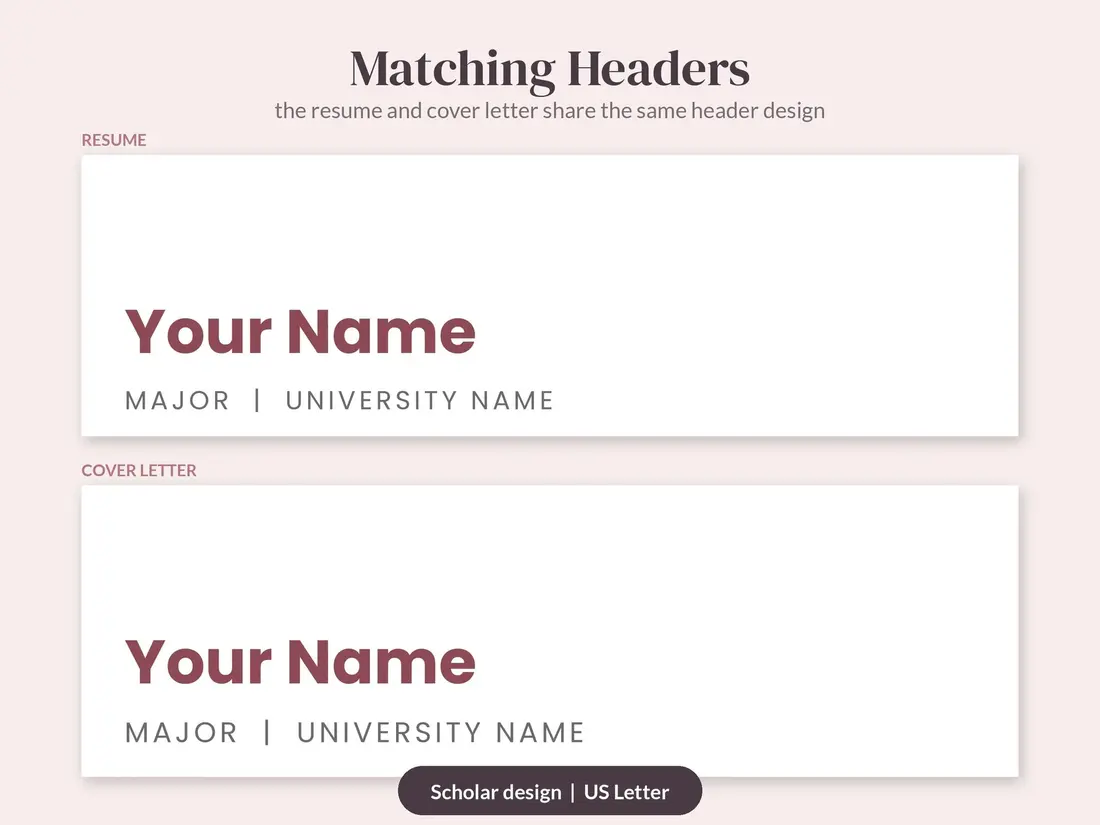 Matching Headers
the resume and cover letter share the same header design
RESUME
Your Name
MAJOR | UNIVERSITY NAME
COVER LETTER
Your Name
MAJOR | UNIVERSITY NAME
Scholar design | US Letter